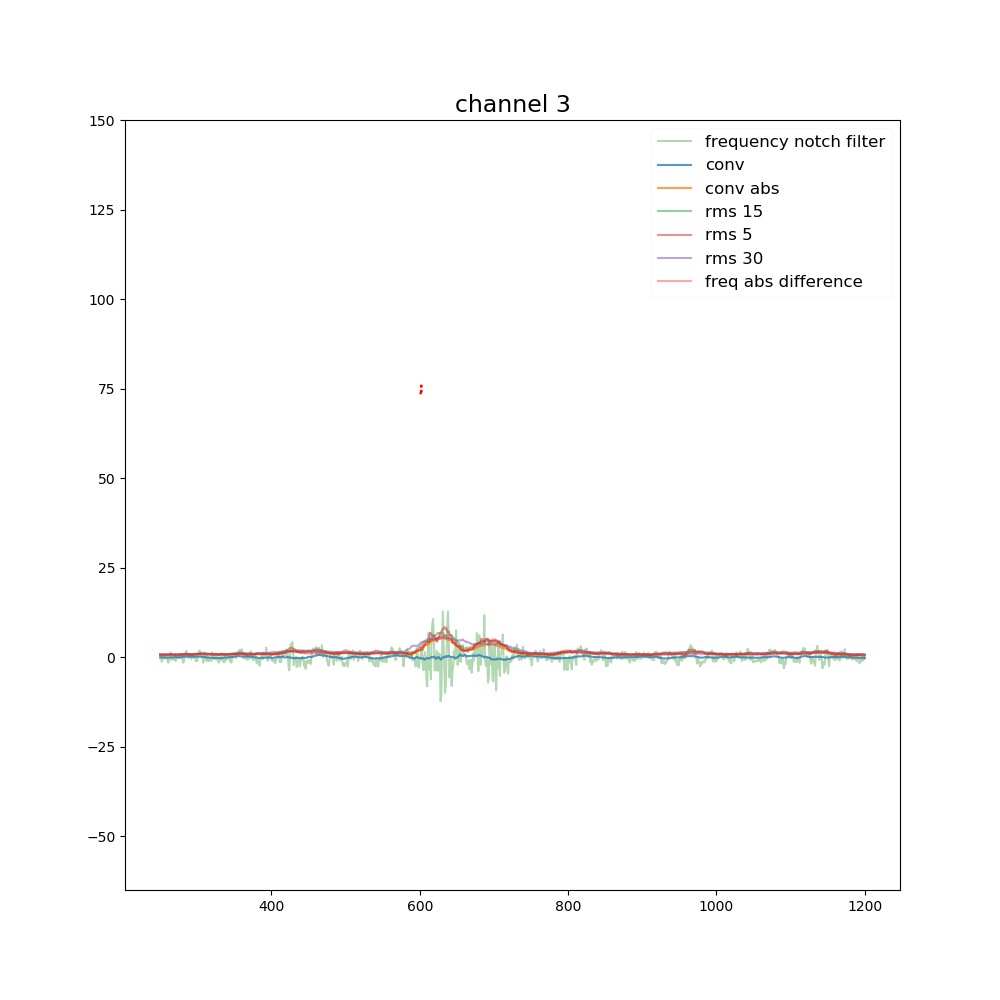 channel 3
150
125
100
75
50
25
0
−25
−50
frequency notch filter
conv
conv abs
rms 15
rms 5
rms 30
freq abs difference
;
400 600 800 1000 1200